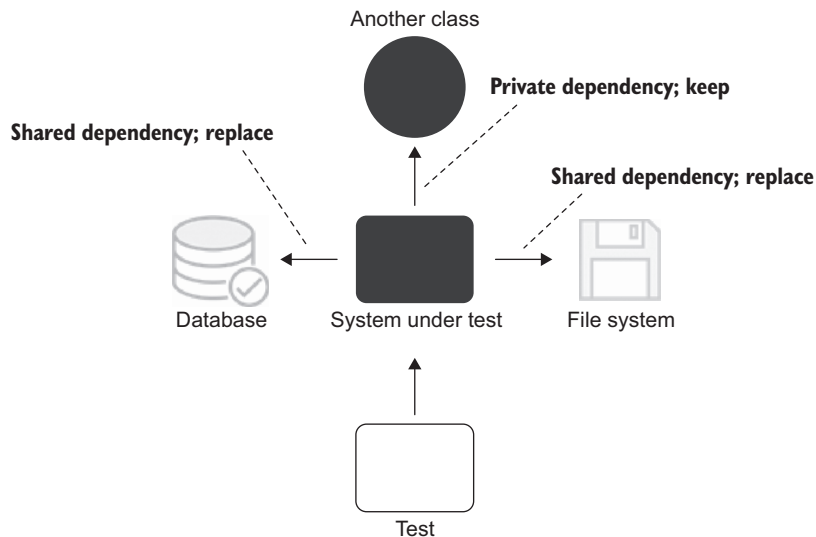 Another class
Private dependency; keep
Shared dependency; replace
Shared dependency; replace
Database
System under test
File system
Test